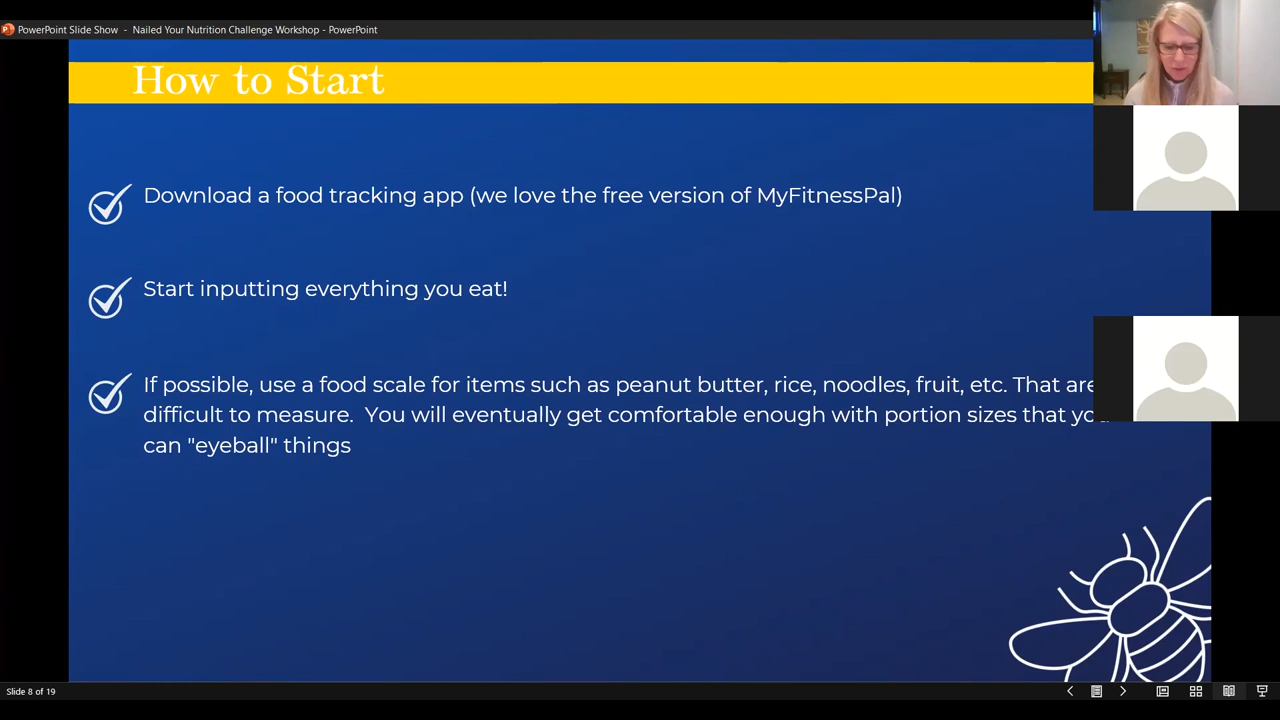 PowerPoint Slide Show - Nailed Your Nutrition Challenge Workshop - PowerPoint
How to Start
Download a food tracking app (we love the free version of MyFitnessPal)
Start inputting everything you eat!
If possible, use a food scale for items such as peanut butter, rice, noodles, fruit, etc. That are
difficult to measure.  You will eventually get comfortable enough with portion sizes that you
can "eyeball" things
Slide 8 of 19